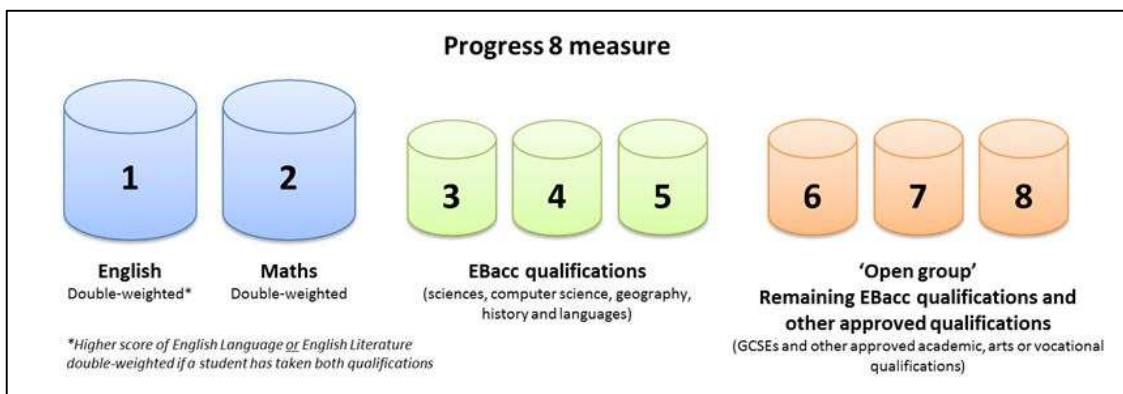 Progress 8 measure
1
2
3
4
5
6
7
8
English
Double-weighted*
Maths
Double-weighted
EBacc qualifications
(sciences, computer science, geography,
history and languages)
‘Open group’
Remaining EBacc qualifications and
other approved qualifications
(GCSEs and other approved academic, arts or vocational
qualifications)
*Higher score of English Language or English Literature
double-weighted if a student has taken both qualifications